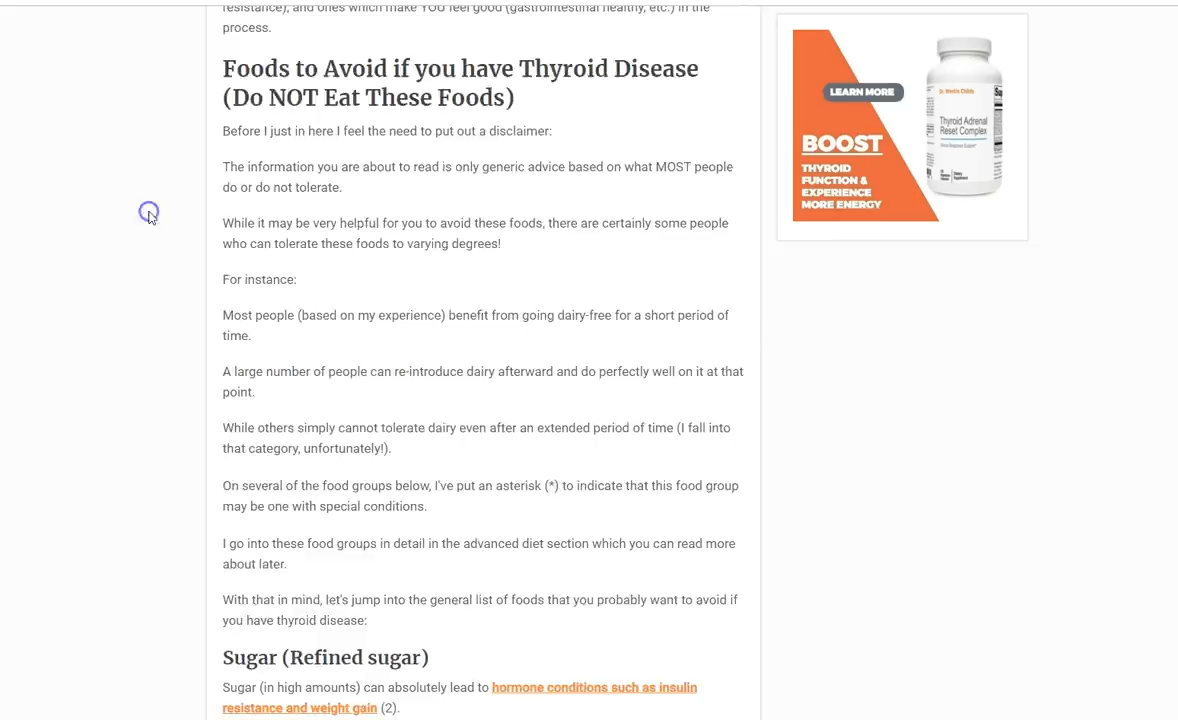 resistance), and ones which make YOU feel good (gastrointestinal healthy, etc.) in the
process.
Foods to Avoid if you have Thyroid Disease
(Do NOT Eat These Foods)
Before I just in here I feel the need to put out a disclaimer:
The information you are about to read is only generic advice based on what MOST people
do or do not tolerate.
While it may be very helpful for you to avoid these foods, there are certainly some people
who can tolerate these foods to varying degrees!
For instance:
Most people (based on my experience) benefit from going dairy-free for a short period of
time.
A large number of people can re-introduce dairy afterward and do perfectly well on it at that
point.
While others simply cannot tolerate dairy even after an extended period of time (I fall into
that category, unfortunately!).
On several of the food groups below, I've put an asterisk (*) to indicate that this food group
may be one with special conditions.
I go into these food groups in detail in the advanced diet section which you can read more
about later.
With that in mind, let's jump into the general list of foods that you probably want to avoid if
you have thyroid disease:
Sugar (Refined sugar)
Sugar (in high amounts) can absolutely lead to hormone conditions such as insulin
resistance and weight gain (2).
LEARN MORE
BOOST
THYROID
FUNCTION &
EXPERIENCE
MORE ENERGY
Dr. Westin Childs
Thyroid Adrenal
Reset Complex